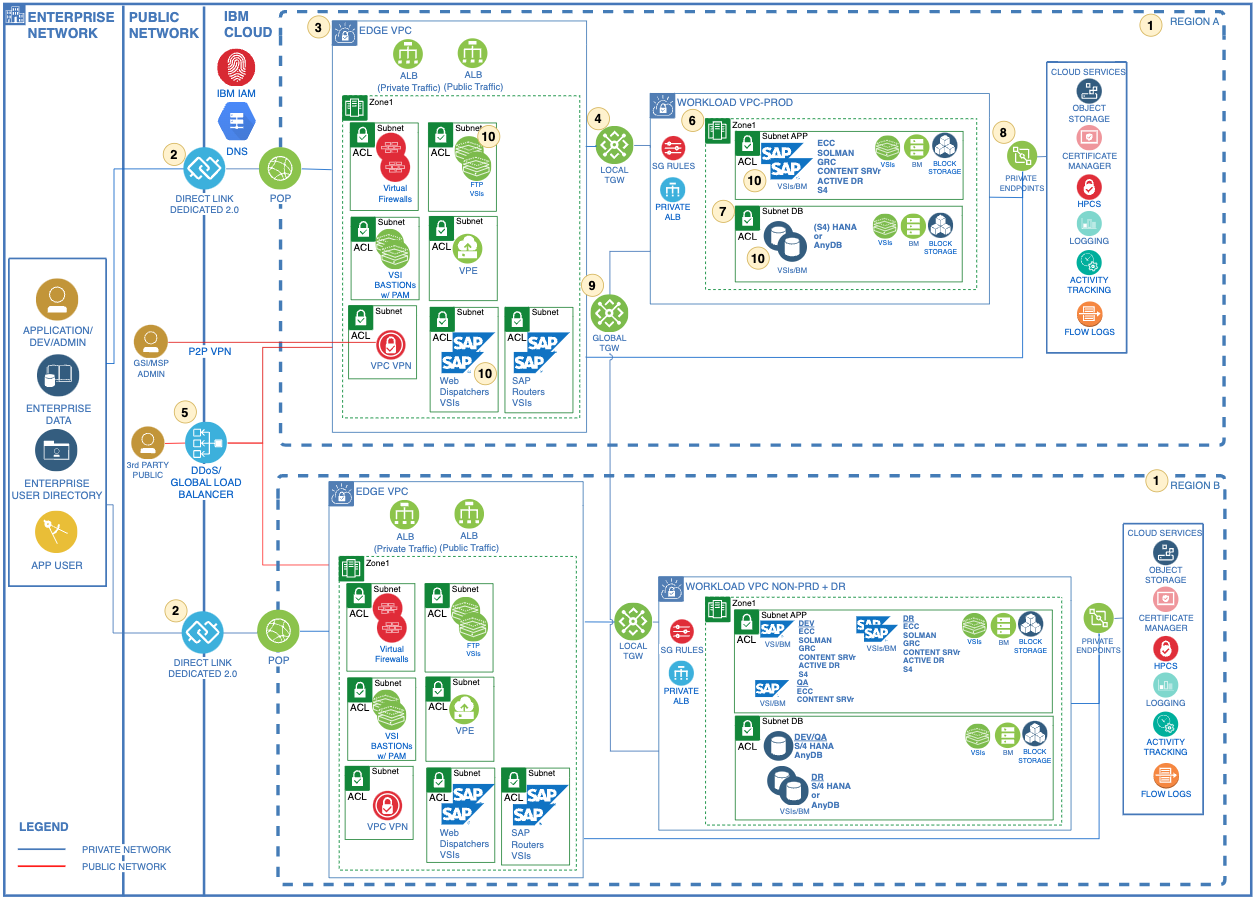 ENTERPRISE
NETWORK
PUBLIC
NETWORK
IBM
CLOUD
IBM IAM
DNS
2
DIRECT LINK
DEDICATED 2.0
POP
APPLICATION/
DEV/ADMIN
ENTERPRISE
DATA
ENTERPRISE
USER DIRECTORY
APP USER
GSI/MSP
ADMIN
P2P VPN
5
3rd PARTY
PUBLIC
DDoS/
GLOBAL LOAD
BALANCER
2
DIRECT LINK
DEDICATED 2.0
POP
LEGEND
PRIVATE NETWORK
PUBLIC NETWORK
1
REGION A
3
EDGE VPC
ALB
(Private Traffic)
ALB
(Public Traffic)
Zone1
Subnet
ACL
Virtual
Firewalls
Subnet
10
ACL
FTP
VSIs
Subnet
ACL
VSI
BASTIONS
w/ PAM
Subnet
ACL
VPE
Subnet
ACL
VPC VPN
Subnet
ACL
SAP
SAP
10
Web
Dispatchers
VSIs
Subnet
ACL
SAP
SAP
SAP
Routers
VSIs
4
LOCAL
TGW
9
GLOBAL
TGW
WORKLOAD VPC-PROD
6
SG RULES
PRIVATE
ALB
Zone1
Subnet APP
ACL
SAP
SAP
10
VSIs/BM
ECC
SOLMAN
GRC
CONTENT SRVr
ACTIVE DR
S4
VSIs
BM
BLOCK
STORAGE
7
Subnet DB
ACL
10
VSIs/BM
(S4) HANA
or
AnyDB
VSIs
BM
BLOCK
STORAGE
8
PRIVATE
ENDPOINTS
CLOUD SERVICES
OBJECT
STORAGE
CERTIFICATE
MANAGER
HPCS
LOGGING
ACTIVITY
TRACKING
FLOW LOGS
1
REGION B
EDGE VPC
ALB
(Private Traffic)
ALB
(Public Traffic)
Zone1
Subnet
ACL
Virtual
Firewalls
Subnet
ACL
FTP
VSIs
Subnet
ACL
VSI
BASTIONS
w/ PAM
Subnet
ACL
VPE
Subnet
ACL
VPC VPN
Subnet
ACL
SAP
SAP
Web
Dispatchers
VSIs
Subnet
ACL
SAP
SAP
SAP
Routers
VSIs
LOCAL
TGW
WORKLOAD VPC NON-PRD + DR
SG RULES
PRIVATE
ALB
Zone1
Subnet APP
ACL
SAP
VSI/BM
DEV
ECC
SOLMAN
GRC
CONTENT SRVr
ACTIVE DR
S4
SAP
VSI/BM
QA
ECC
CONTENT SRVr
SAP
SAP
VSIs/BM
DR
ECC
SOLMAN
GRC
CONTENT SRVr
ACTIVE DR
S4
VSIs
BM
BLOCK
STORAGE
Subnet DB
ACL
DEV/QA
S/4 HANA
AnyDB
DR
S/4 HANA
or
AnyDB
VSIs/BM
VSIs
BM
BLOCK
STORAGE
PRIVATE
ENDPOINTS
CLOUD SERVICES
OBJECT
STORAGE
CERTIFICATE
MANAGER
HPCS
LOGGING
ACTIVITY
TRACKING
FLOW LOGS